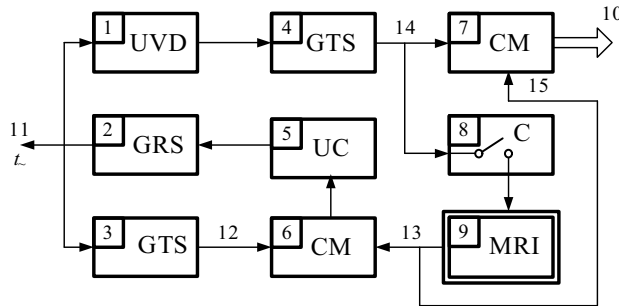 1 UVD
4 GTS
14
7 CM
10
15
11
t~
2 GRS
5 UC
8 C
3 GTS
12
6 CM
13
9 MRI